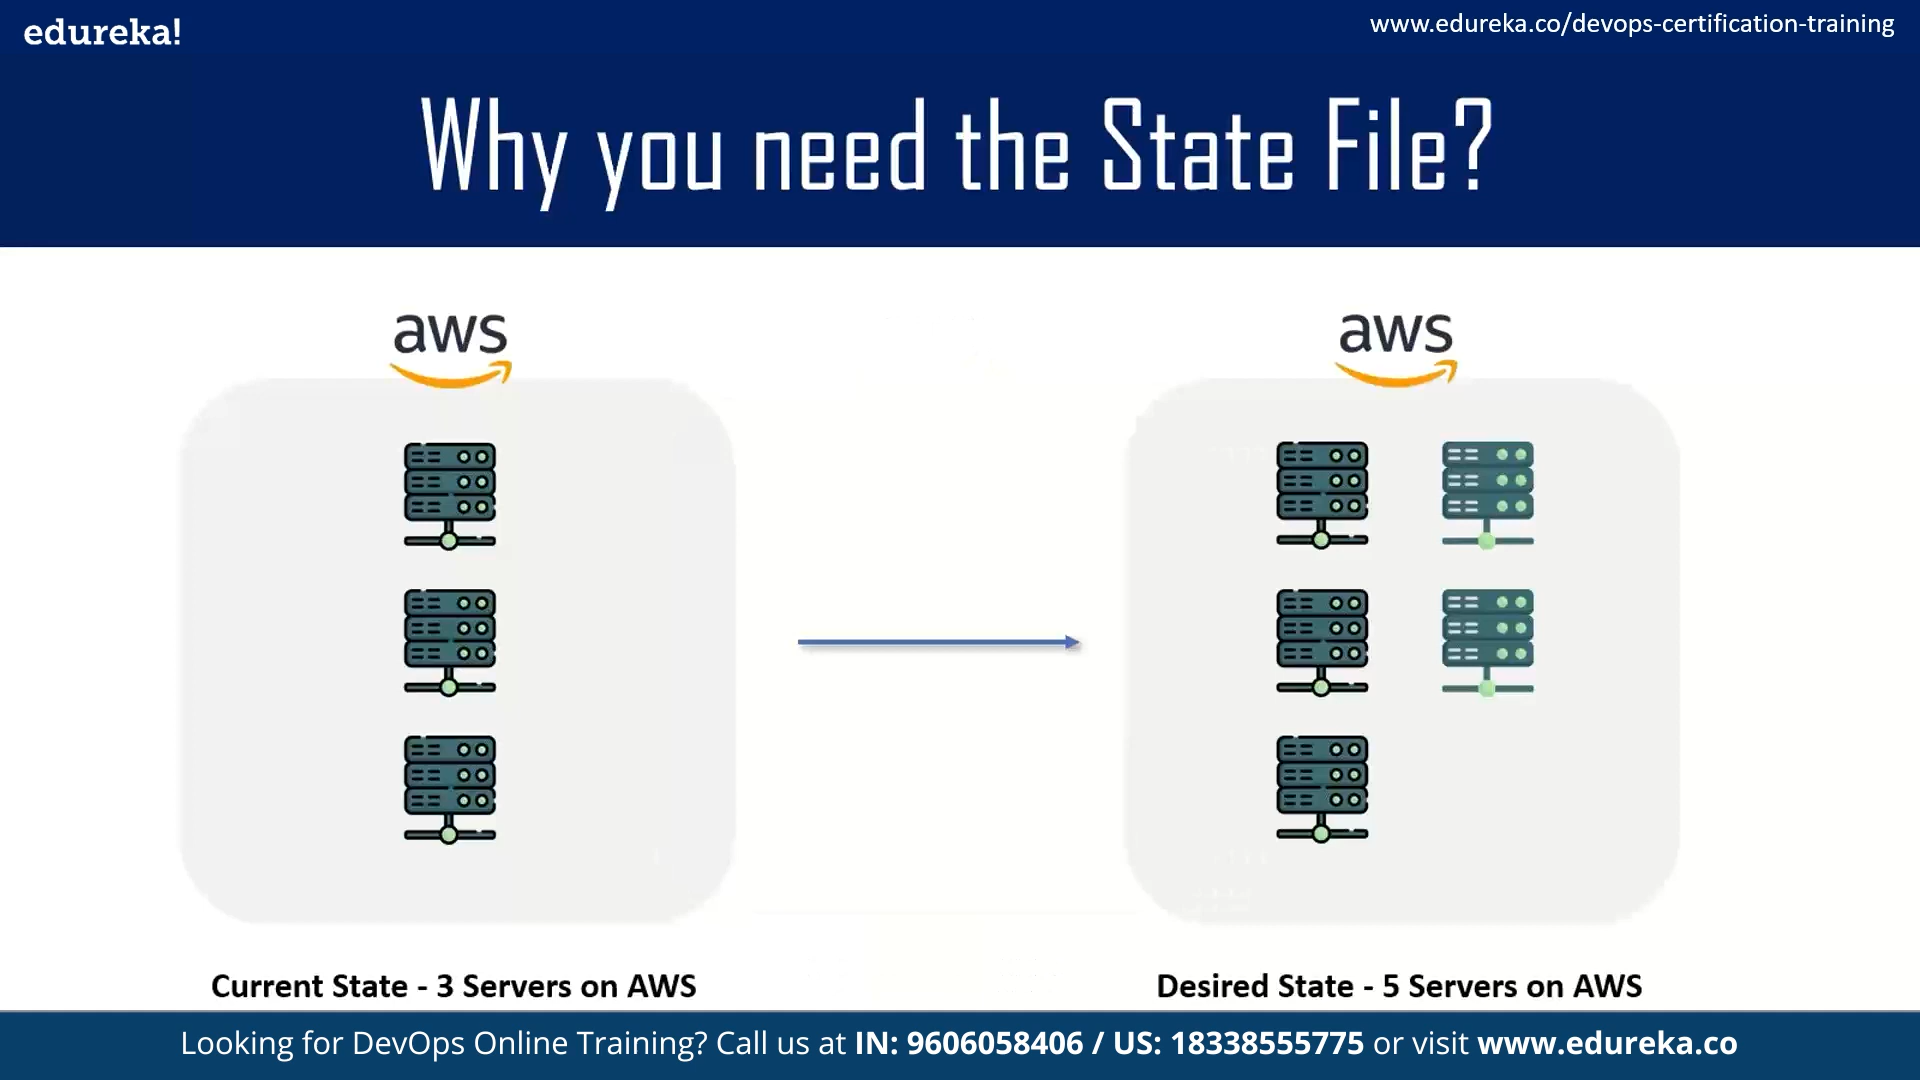 edureka!
www.edureka.co/devops-certification-training
Why you need the State File?
aws
aws
Current State - 3 Servers on AWS
Desired State - 5 Servers on AWS
Looking for DevOps Online Training? Call us at IN: 9606058406 / US: 18338555775 or visit www.edureka.co